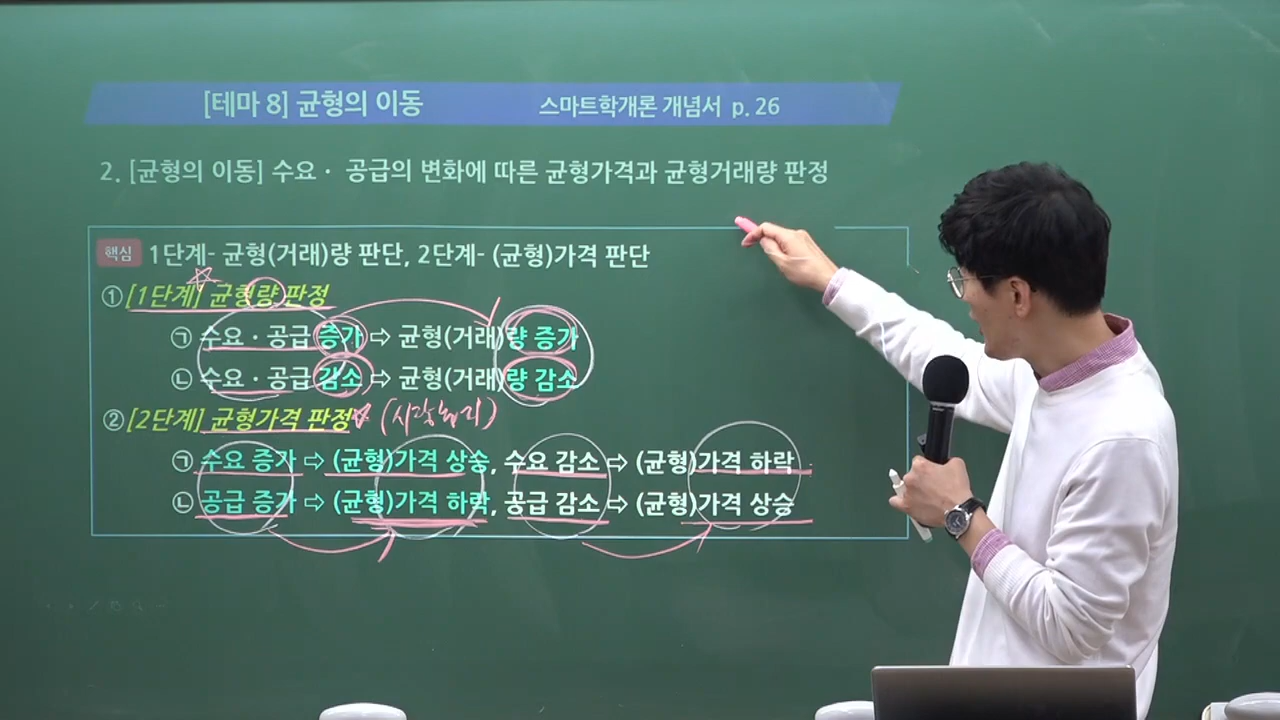 [테마 8] 균형의 이동 스마트학개론 개념서 p. 26
2. [균형의 이동] 수요 · 공급의 변화에 따른 균형가격과 균형거래량 판정
핵심 1단계- 균형(거래)량 판단, 2단계- (균형)가격 판단
① [1단계] 균형량 판정
㉠ 수요 · 공급 증가 ⇨ 균형(거래)량 증가
㉡ 수요 · 공급 감소 ⇨ 균형(거래)량 감소
② [2단계] 균형가격 판정
㉠ 수요 증가 ⇨ (균형)가격 상승, 수요 감소 ⇨ (균형)가격 하락
㉡ 공급 증가 ⇨ (균형)가격 하락, 공급 감소 ⇨ (균형)가격 상승